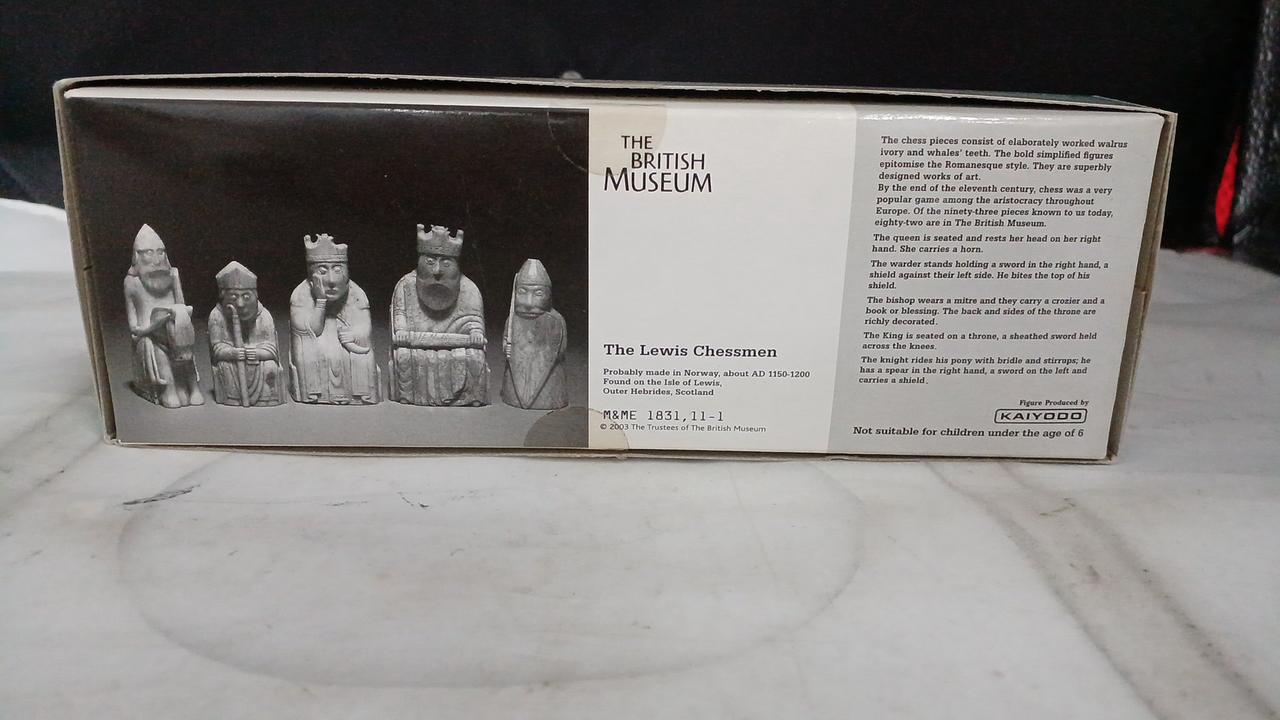 THE
BRITISH
MUSEUM
The Lewis Chessmen
Probably made in Norway, about AD 1150-1200
Found on the Isle of Lewis,
Outer Hebrides, Scotland
M&ME 1831,11-1
© 2003 The Trustees of The British Museum
The chess pieces consist of elaborately worked walrus
ivory and whales' teeth. The bold simplified figures
epitomise the Romanesque style. They are superbly
designed works of art.
By the end of the eleventh century, chess was a very
popular game among the aristocracy throughout
Europe. Of the ninety-three pieces known to us today,
eighty-two are in The British Museum.
The queen is seated and rests her head on her right
hand. She carries a horn.
The warder stands holding a sword in the right hand, a
shield against their left side. He bites the top of his
shield.
The bishop wears a mitre and they carry a crozier and a
book or blessing. The back and sides of the throne are
richly decorated.
The King is seated on a throne, a sheathed sword held
across the knees.
The knight rides his pony with bridle and stirrups; he
has a spear in the right hand, a sword on the left and
carries a shield.
Figure Produced by
KAIYODO
Not suitable for children under the age of 6